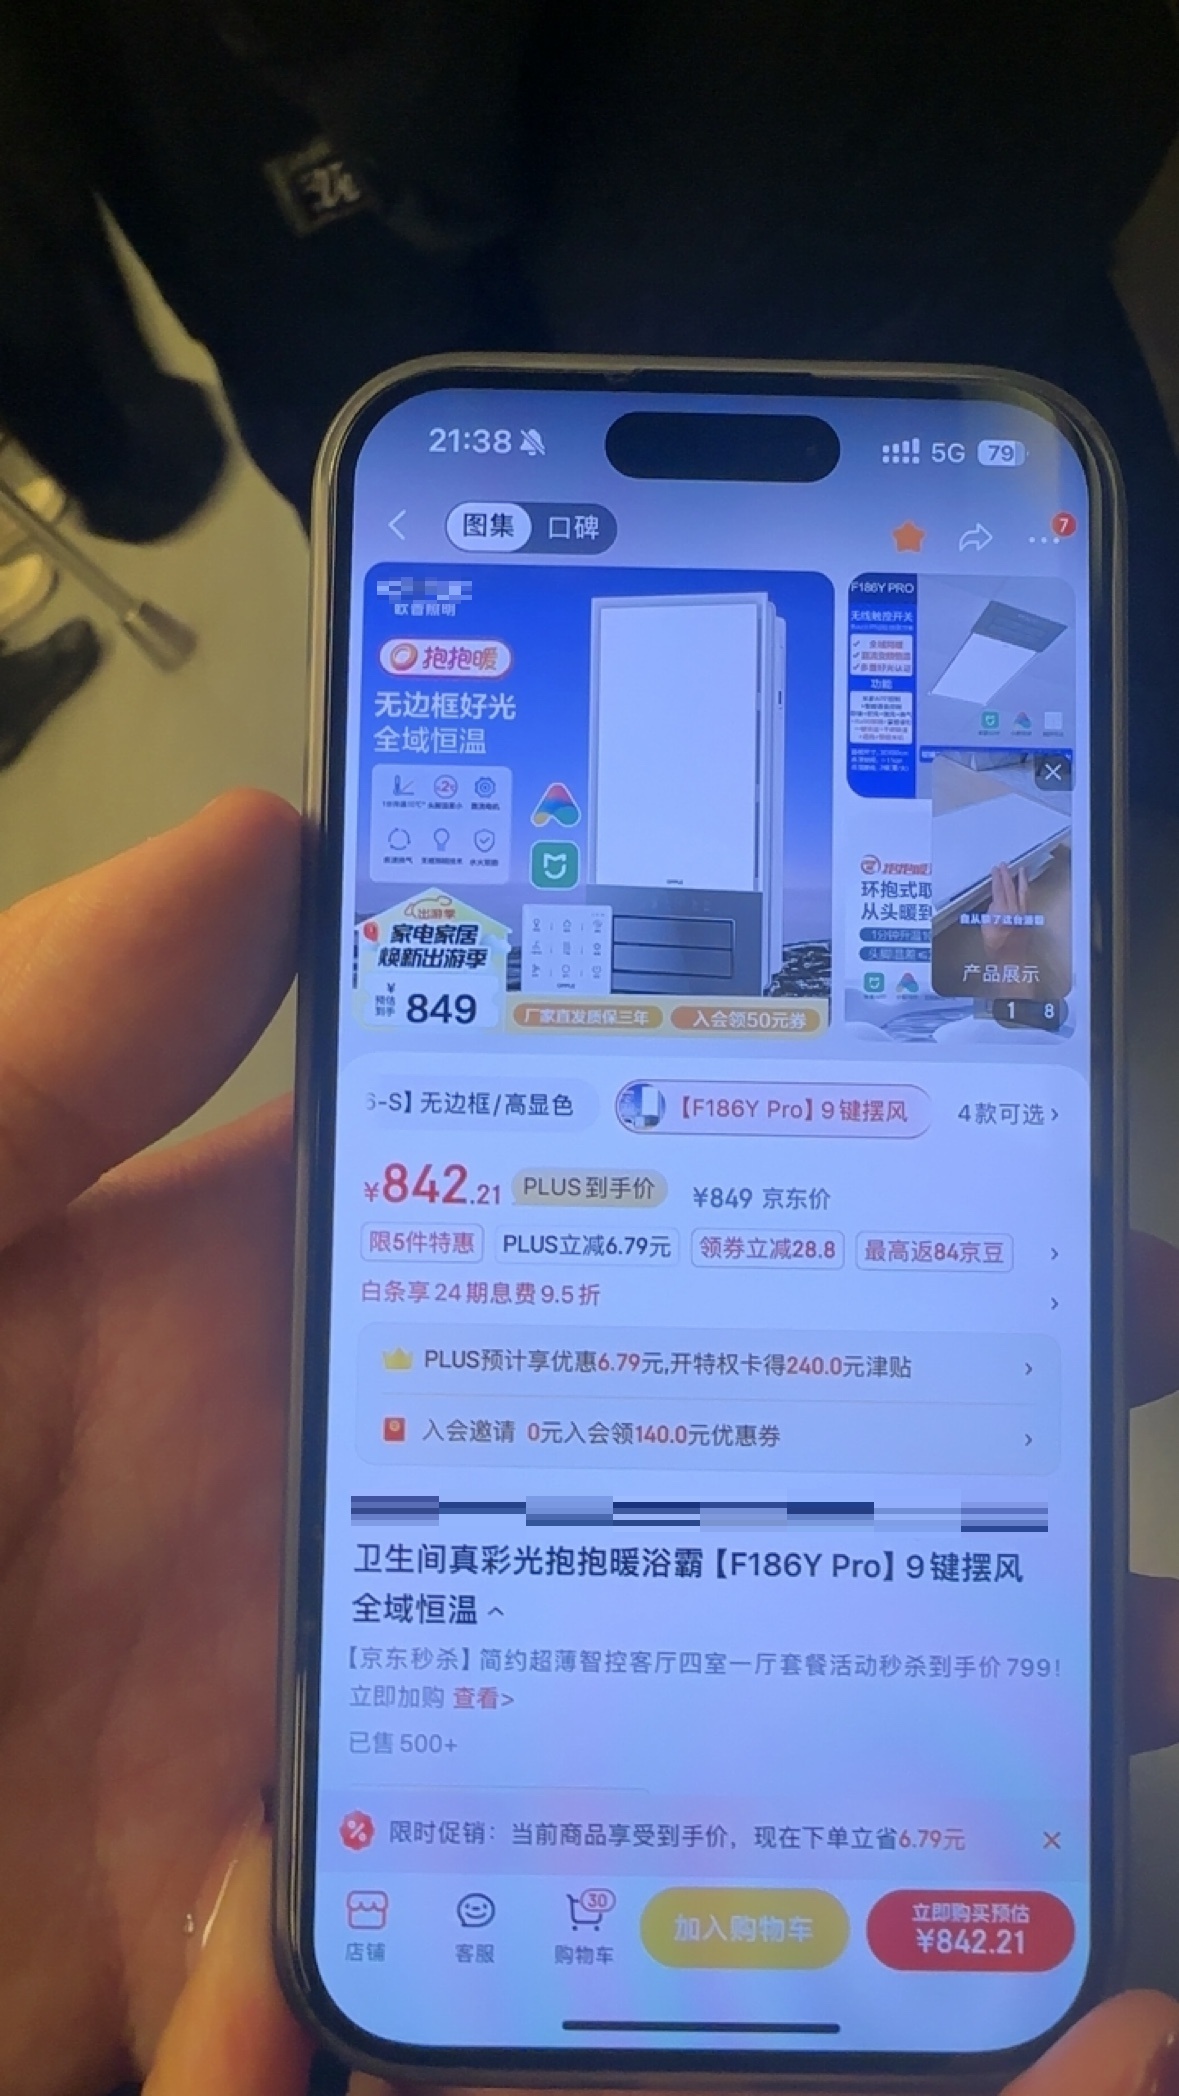 21:38
5G 79
图集 口碑
7
欧普照明
抱抱暖
无边框好光
全域恒温
出游季
家电家居
焕新出游季
¥
预估
到手
849
厂家直发质保三年
入会领50元券
OPPLE
OPPLE
F186Y PRO
无线触控开关
功能
环抱式取
从头暖到
产品展示
1 8
6-S】无边框/高显色
【F186Y Pro】9键摆风
4款可选>
¥842.21 PLUS到手价 ¥849 京东价
限5件特惠 PLUS立减6.79元 领券立减28.8 最高返84京豆 >
白条享24期息费9.5折 >
PLUS预计享优惠6.79元,开特权卡得240.0元津贴 >
入会邀请 0元入会领140.0元优惠券 >
卫生间真彩光抱抱暖浴霸【F186Y Pro】9键摆风
全域恒温
【京东秒杀】简约超薄智控客厅四室一厅套餐活动秒杀到手价799!
立即加购 查看>
已售500+
限时促销：当前商品享受到手价，现在下单立省6.79元
店铺
客服
30
购物车
加入购物车
立即购买预估
¥842.21